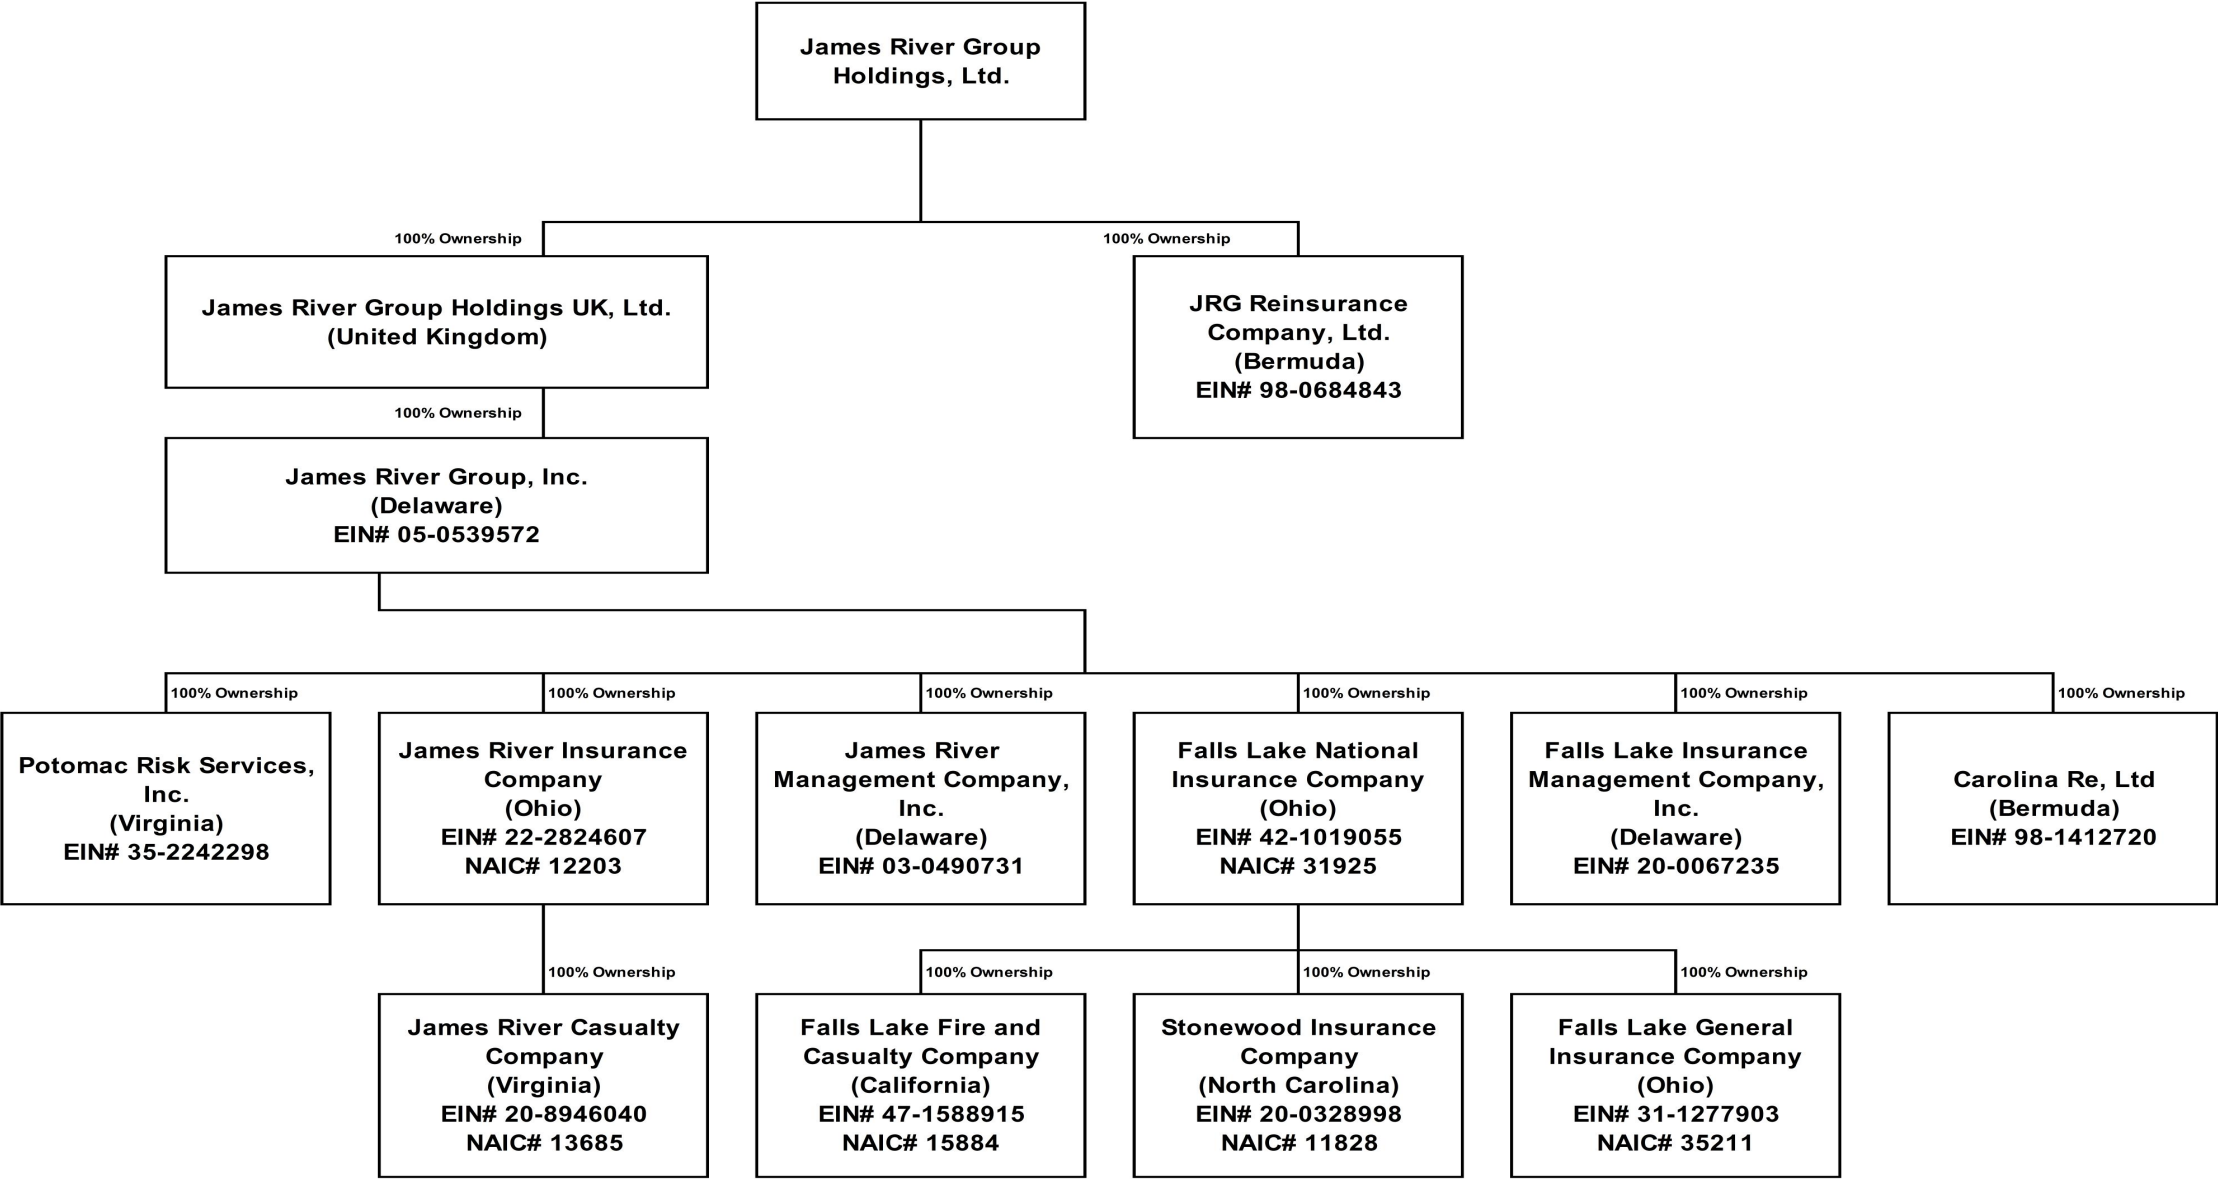 James River Group
Holdings, Ltd.
100% Ownership
100% Ownership
James River Group Holdings UK, Ltd.
(United Kingdom)
JRG Reinsurance
Company, Ltd.
(Bermuda)
EIN# 98-0684843
100% Ownership
James River Group, Inc.
(Delaware)
EIN# 05-0539572
100% Ownership
100% Ownership
100% Ownership
100% Ownership
100% Ownership
100% Ownership
Potomac Risk Services,
Inc.
(Virginia)
EIN# 35-2242298
James River Insurance
Company
(Ohio)
EIN# 22-2824607
NAIC# 12203
James River
Management Company,
Inc.
(Delaware)
EIN# 03-0490731
Falls Lake National
Insurance Company
(Ohio)
EIN# 42-1019055
NAIC# 31925
Falls Lake Insurance
Management Company,
Inc.
(Delaware)
EIN# 20-0067235
Carolina Re, Ltd
(Bermuda)
EIN# 98-1412720
100% Ownership
100% Ownership
100% Ownership
100% Ownership
James River Casualty
Company
(Virginia)
EIN# 20-8946040
NAIC# 13685
Falls Lake Fire and
Casualty Company
(California)
EIN# 47-1588915
NAIC# 15884
Stonewood Insurance
Company
(North Carolina)
EIN# 20-0328998
NAIC# 11828
Falls Lake General
Insurance Company
(Ohio)
EIN# 31-1277903
NAIC# 35211